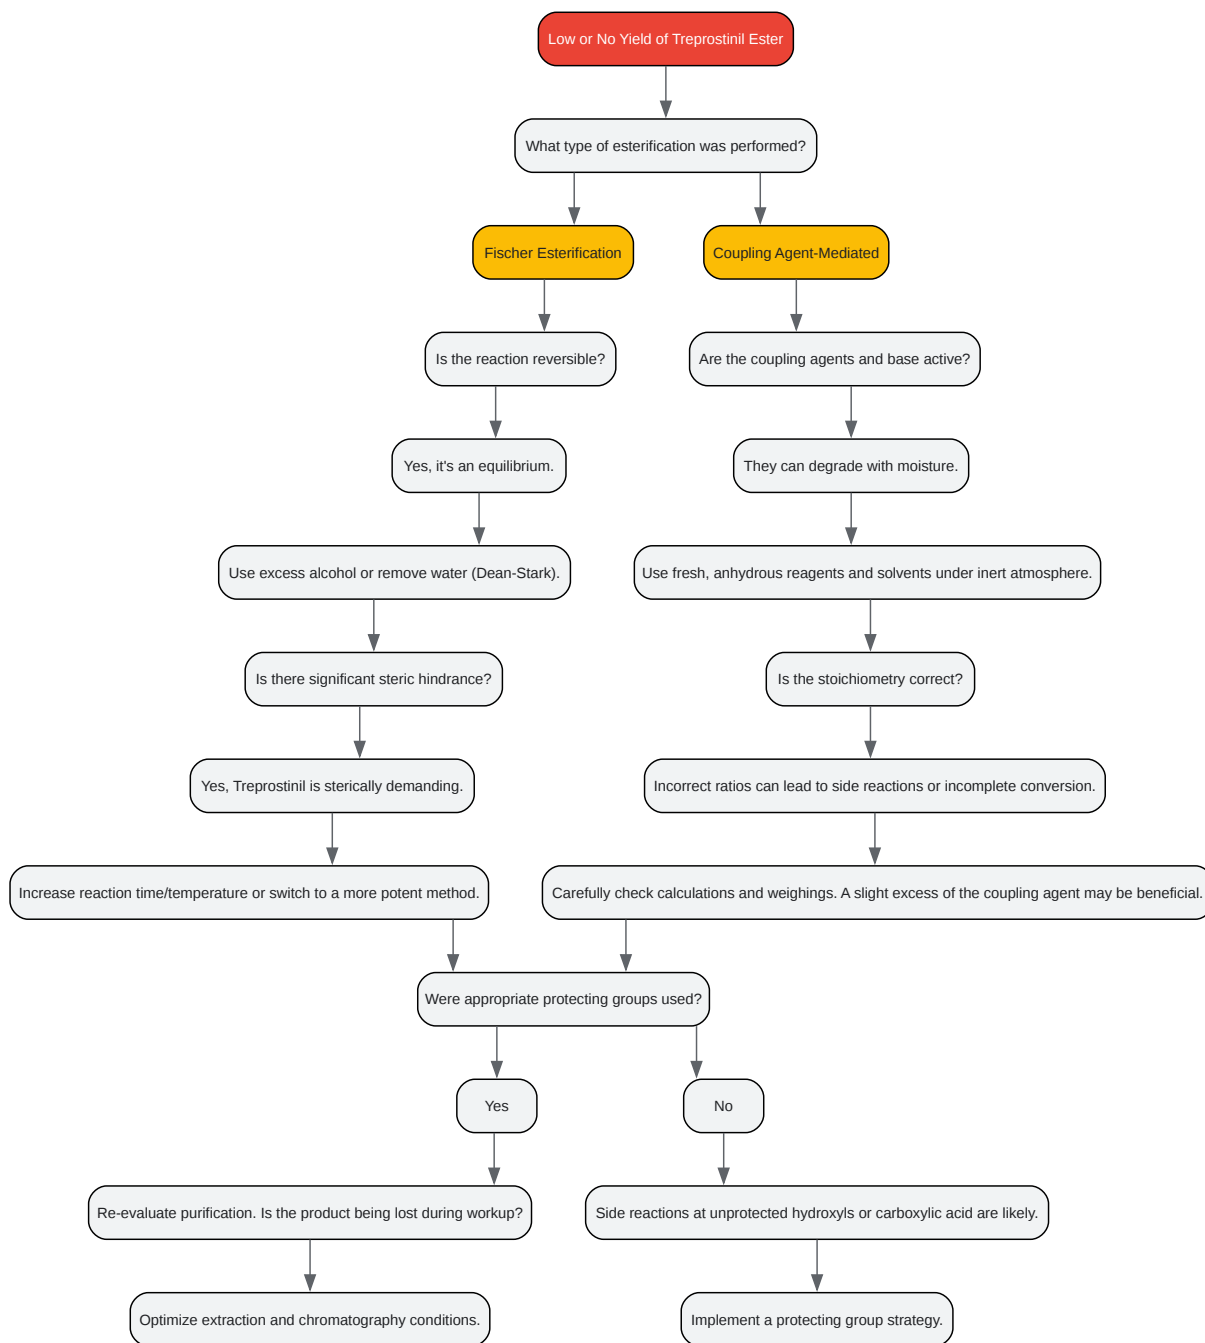 Low or No Yield of Treprostinil Ester
What type of esterification was performed?
Fischer Esterification
Coupling Agent-Mediated
Is the reaction reversible?
Are the coupling agents and base active?
Yes, it's an equilibrium.
They can degrade with moisture.
Use excess alcohol or remove water (Dean-Stark).
Use fresh, anhydrous reagents and solvents under inert atmosphere.
Is there significant steric hindrance?
Is the stoichiometry correct?
Yes, Treprostinil is sterically demanding.
Incorrect ratios can lead to side reactions or incomplete conversion.
Increase reaction time/temperature or switch to a more potent method.
Carefully check calculations and weighings. A slight excess of the coupling agent may be beneficial.
Were appropriate protecting groups used?
Yes
No
Re-evaluate purification. Is the product being lost during workup?
Side reactions at unprotected hydroxyls or carboxylic acid are likely.
Optimize extraction and chromatography conditions.
Implement a protecting group strategy.